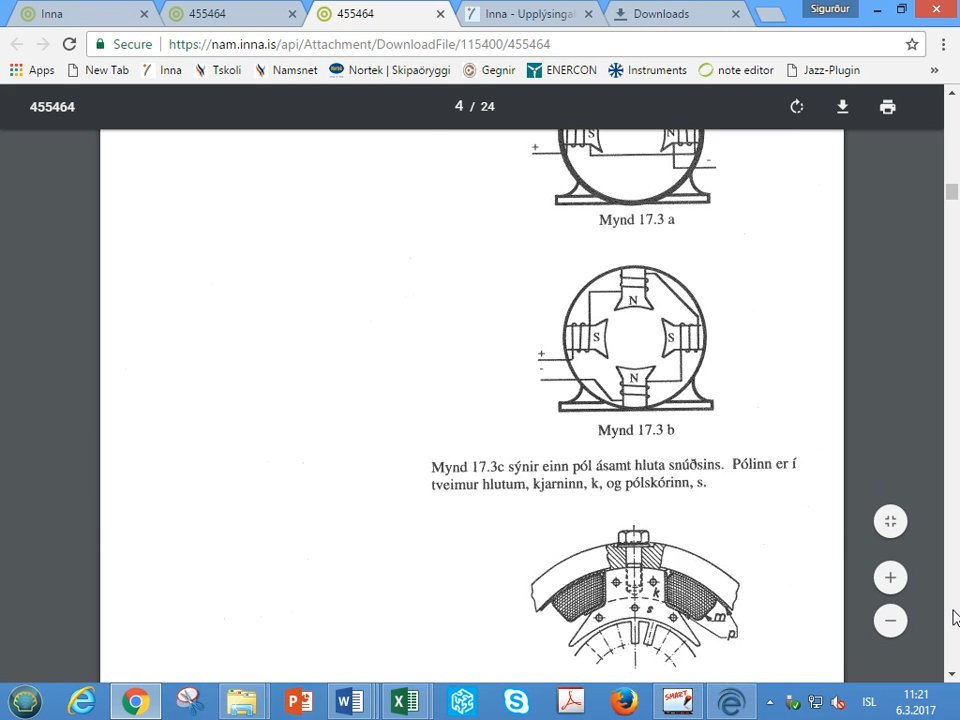 Inna
455464
455464
Inna - Upplýsinga
Downloads
Sigurður
Secure
https://nam.inna.is/api/Attachment/DownloadFile/115400/455464
Apps
New Tab
Inna
Tskoli
Namsnet
Nortek | Skipaöryggi
Gegnir
ENERCON
Instruments
note editor
Jazz-Plugin
»
455464
4 / 24
S
N
+
-
Mynd 17.3 a
N
S
S
N
+
-
Mynd 17.3 b
Mynd 17.3c sýnir einn pól ásamt hluta snúðsins. Pólinn er í
tveimur hlutum, kjarninn, k, og pólskórinn, s.
k
s
m
p
SMART
ISL
11:21
6.3.2017